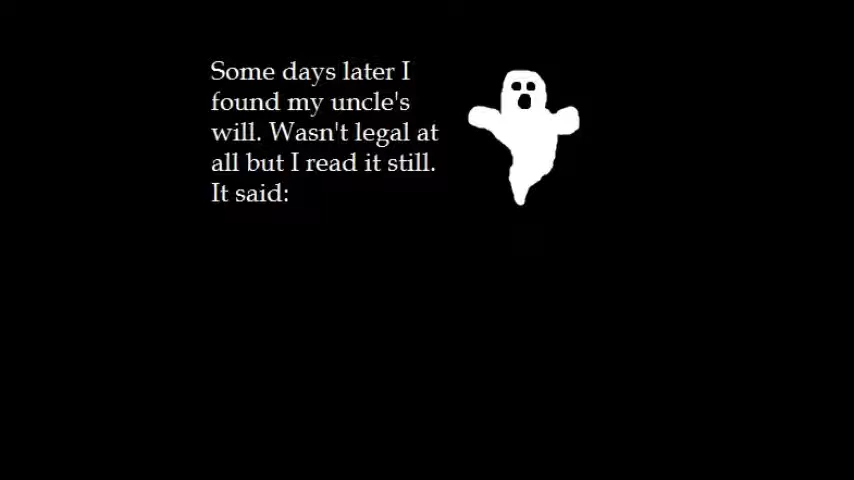 Some days later I
found my uncle's
will. Wasn't legal at
all but I read it still.
It said: